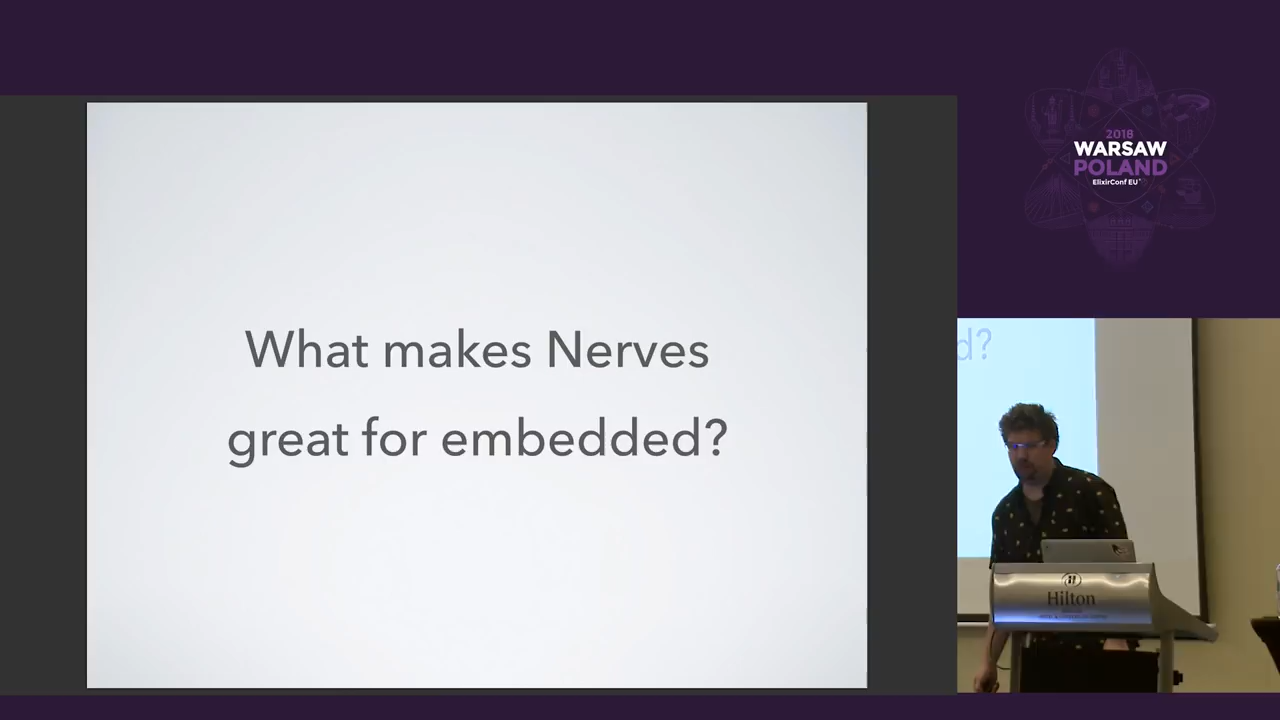 What makes Nerves
great for embedded?
2018
WARSAW
POLAND
ElixirConf EU
d?
Hilton